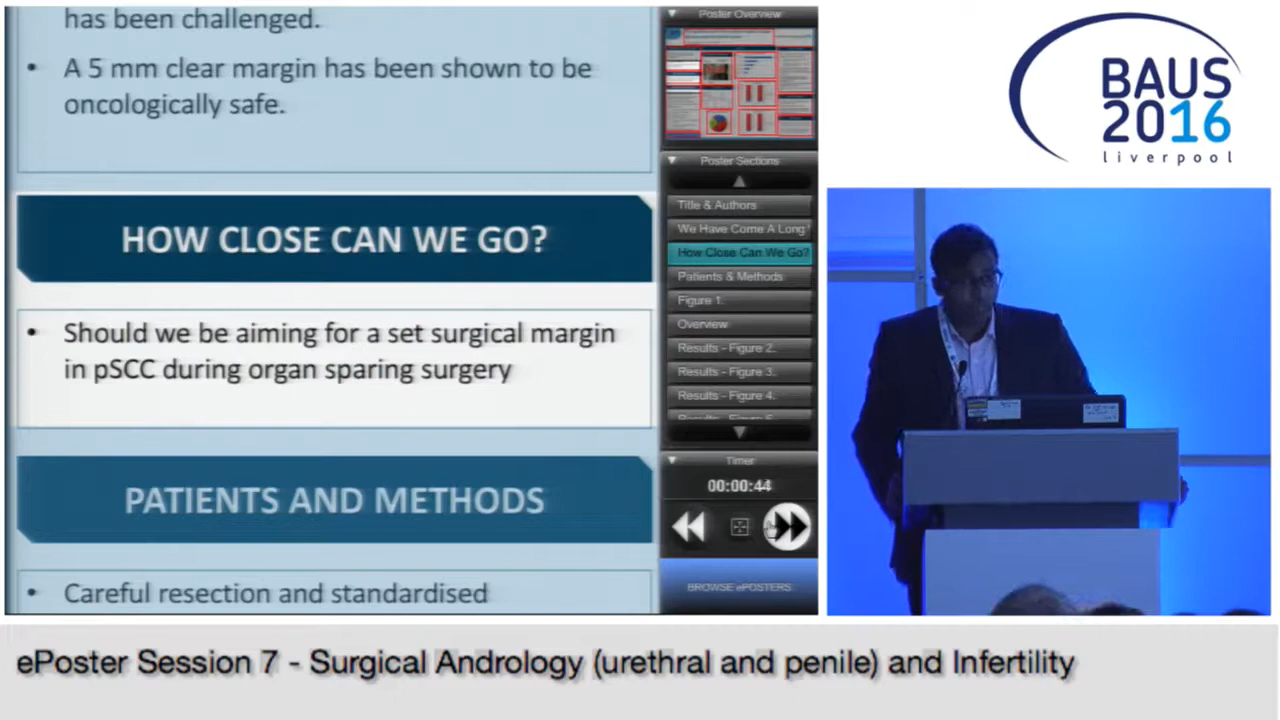 has been challenged.
• A 5 mm clear margin has been shown to be
oncologically safe.
HOW CLOSE CAN WE GO?
• Should we be aiming for a set surgical margin
in pSCC during organ sparing surgery
PATIENTS AND METHODS
• Careful resection and standardised
Poster Overview
Poster Sections
Title & Authors
We Have Come A Long
How Close Can We Go?
Patients & Methods
Figure 1.
Overview
Results - Figure 2.
Results - Figure 3.
Results - Figure 4.
Results - Figure 5.
Timer
00:00:44
BROWSE ePOSTERS
BAUS
2016
liverpool
ePoster Session 7 - Surgical Andrology (urethral and penile) and Infertility